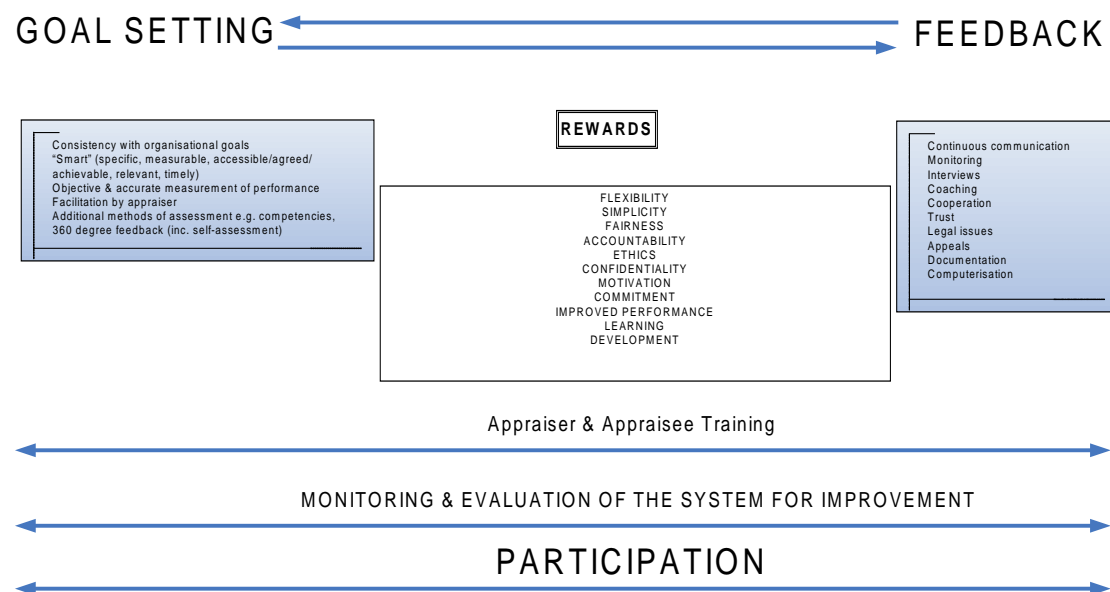 GOAL SETTING
FEEDBACK
REWARDS
Consistency with organisational goals
“Smart” (specific, measurable, accessible/agreed/
achievable, relevant, timely)
Objective & accurate measurement of performance
Facilitation by appraiser
Additional methods of assessment e.g. competencies,
360 degree feedback (inc. self-assessment)
FLEXIBILITY
SIMPLICITY
FAIRNESS
ACCOUNTABILITY
ETHICS
CONFIDENTIALITY
MOTIVATION
COMMITMENT
IMPROVED PERFORMANCE
LEARNING
DEVELOPMENT
Continuous communication
Monitoring
Interviews
Coaching
Cooperation
Trust
Legal issues
Appeals
Documentation
Computerisation
Appraiser & Appraisee Training
MONITORING & EVALUATION OF THE SYSTEM FOR IMPROVEMENT
PARTICIPATION